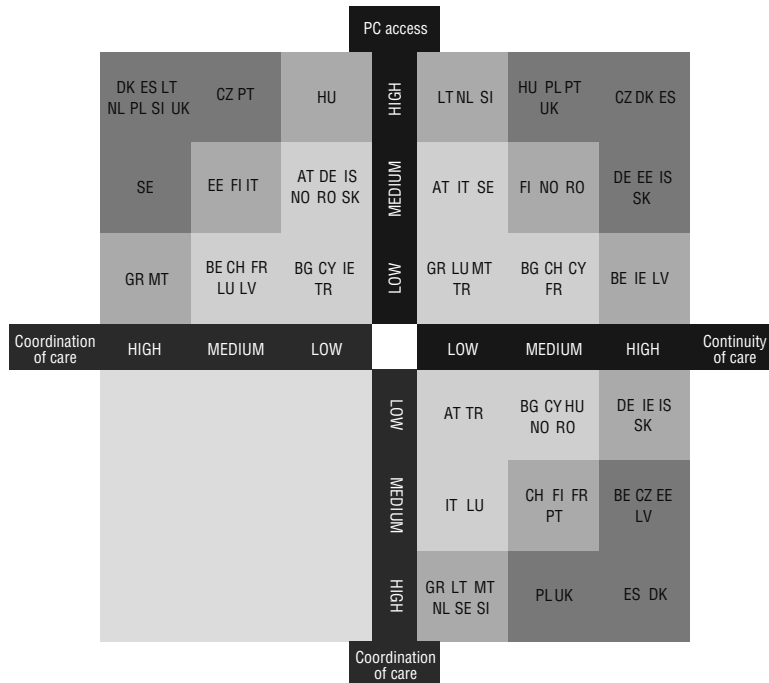 PC access
DK ES LT
NL PL SI UK
CZ PT
HU
HIGH
LT NL SI
HU PL PT
UK
CZ DK ES
SE
EE FI IT
AT DE IS
NO RO SK
MEDIUM
AT IT SE
FI NO RO
DE EE IS
SK
GR MT
BE CH FR
LU LV
BG CY IE
TR
LOW
GR LU MT
TR
BG CH CY
FR
BE IE LV
Coordination
of care
HIGH
MEDIUM
LOW
LOW
MEDIUM
HIGH
Continuity
of care
LOW
AT TR
BG CY HU
NO RO
DE IE IS
SK
MEDIUM
IT LU
CH FI FR
PT
BE CZ EE
LV
HIGH
GR LT MT
NL SE SI
PL UK
ES DK
Coordination
of care